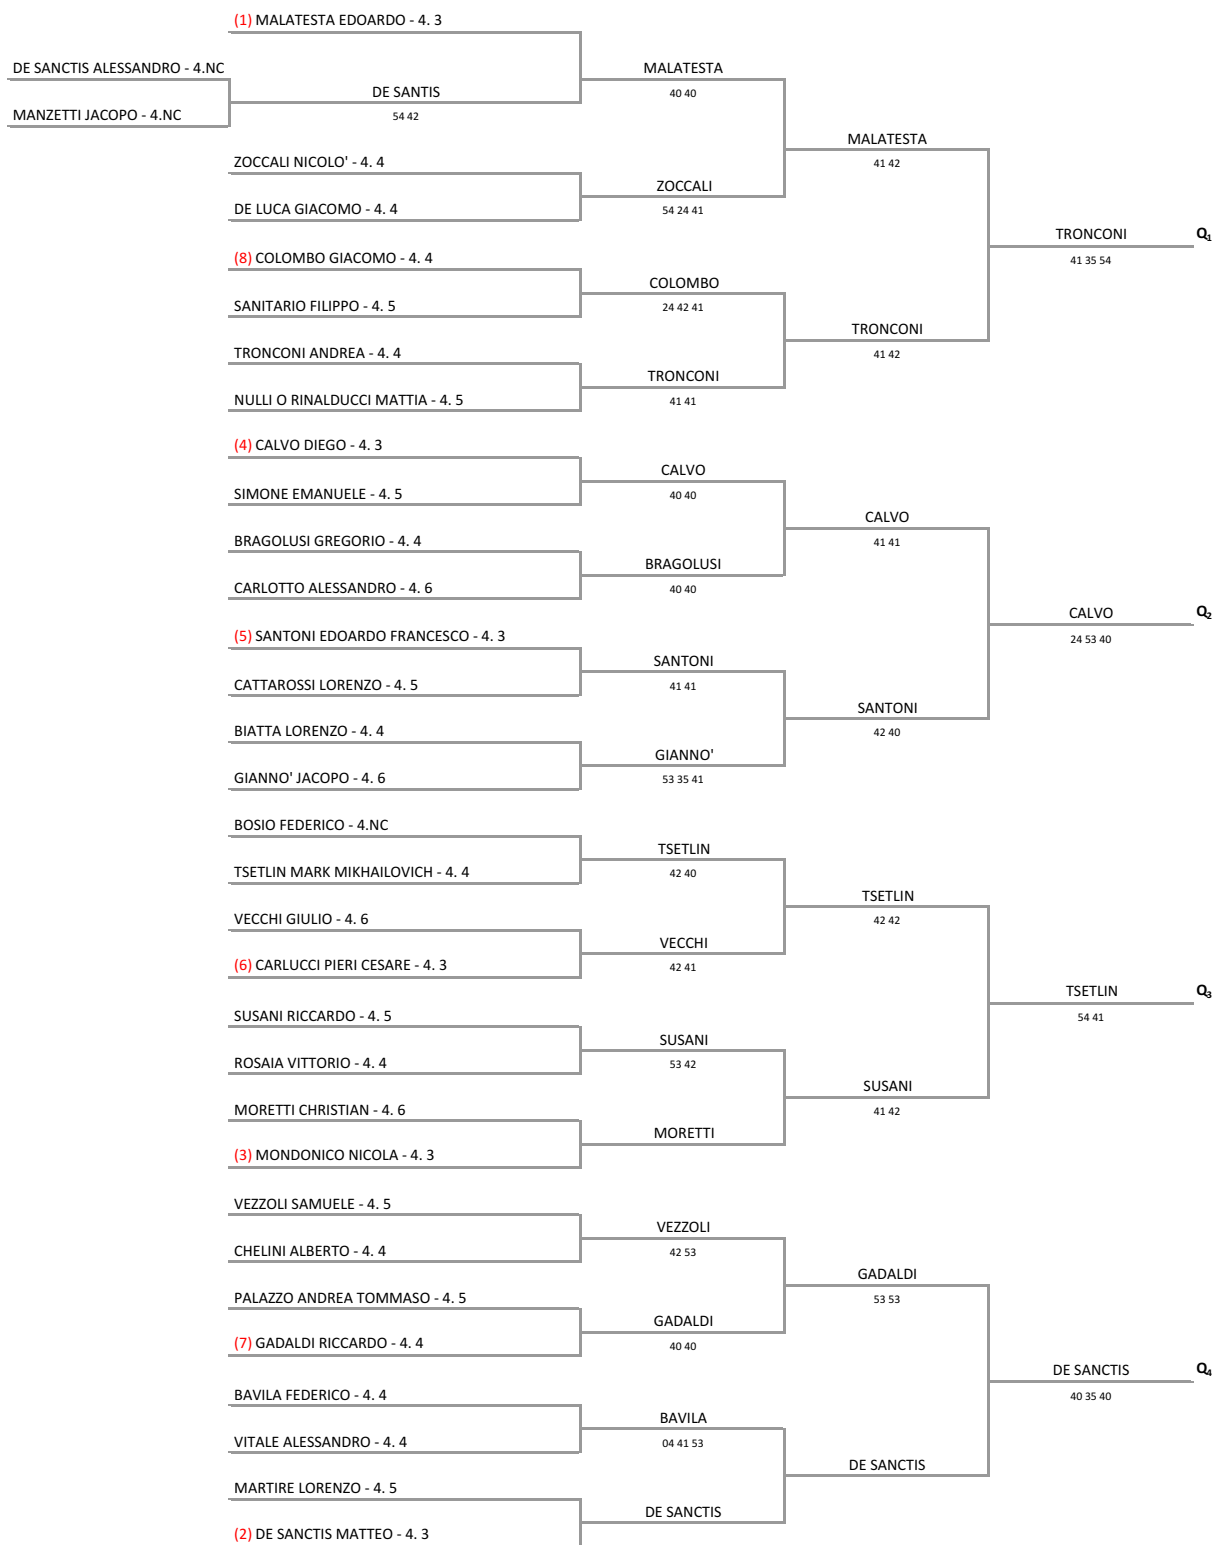 (1) MALATESTA EDOARDO - 4. 3
DE SANCTIS ALESSANDRO - 4.NC
MALATESTA
DE SANTIS
40 40
MANZETTI JACOPO - 4.NC
54 42
MALATESTA
ZOCCALI NICOLO' - 4. 4
41 42
ZOCCALI
DE LUCA GIACOMO - 4. 4
54 24 41
TRONCONI
Q1
(8) COLOMBO GIACOMO - 4. 4
41 35 54
COLOMBO
SANITARIO FILIPPO - 4. 5
24 42 41
TRONCONI
TRONCONI ANDREA - 4. 4
41 42
TRONCONI
NULLI O RINALDUCCI MATTIA - 4. 5
41 41
(4) CALVO DIEGO - 4. 3
CALVO
SIMONE EMANUELE - 4. 5
40 40
CALVO
BRAGOLUSI GREGORIO - 4. 4
41 41
BRAGOLUSI
CARLOTTO ALESSANDRO - 4. 6
40 40
CALVO
Q2
(5) SANTONI EDOARDO FRANCESCO - 4. 3
24 53 40
SANTONI
CATTAROSSI LORENZO - 4. 5
41 41
SANTONI
BIATTA LORENZO - 4. 4
42 40
GIANNO'
GIANNO' JACOPO - 4. 6
53 35 41
BOSIO FEDERICO - 4.NC
TSETLIN
TSETLIN MARK MIKHAILOVICH - 4. 4
42 40
TSETLIN
VECCHI GIULIO - 4. 6
42 42
VECCHI
(6) CARLUCCI PIERI CESARE - 4. 3
42 41
TSETLIN
Q3
SUSANI RICCARDO - 4. 5
54 41
SUSANI
ROSAIA VITTORIO - 4. 4
53 42
SUSANI
MORETTI CHRISTIAN - 4. 6
41 42
MORETTI
(3) MONDONICO NICOLA - 4. 3
VEZZOLI SAMUELE - 4. 5
VEZZOLI
CHELINI ALBERTO - 4. 4
42 53
GADALDI
PALAZZO ANDREA TOMMASO - 4. 5
53 53
GADALDI
(7) GADALDI RICCARDO - 4. 4
40 40
DE SANCTIS
Q4
BAVILA FEDERICO - 4. 4
40 35 40
BAVILA
VITALE ALESSANDRO - 4. 4
04 41 53
DE SANCTIS
MARTIRE LORENZO - 4. 5
DE SANCTIS
(2) DE SANCTIS MATTEO - 4. 3